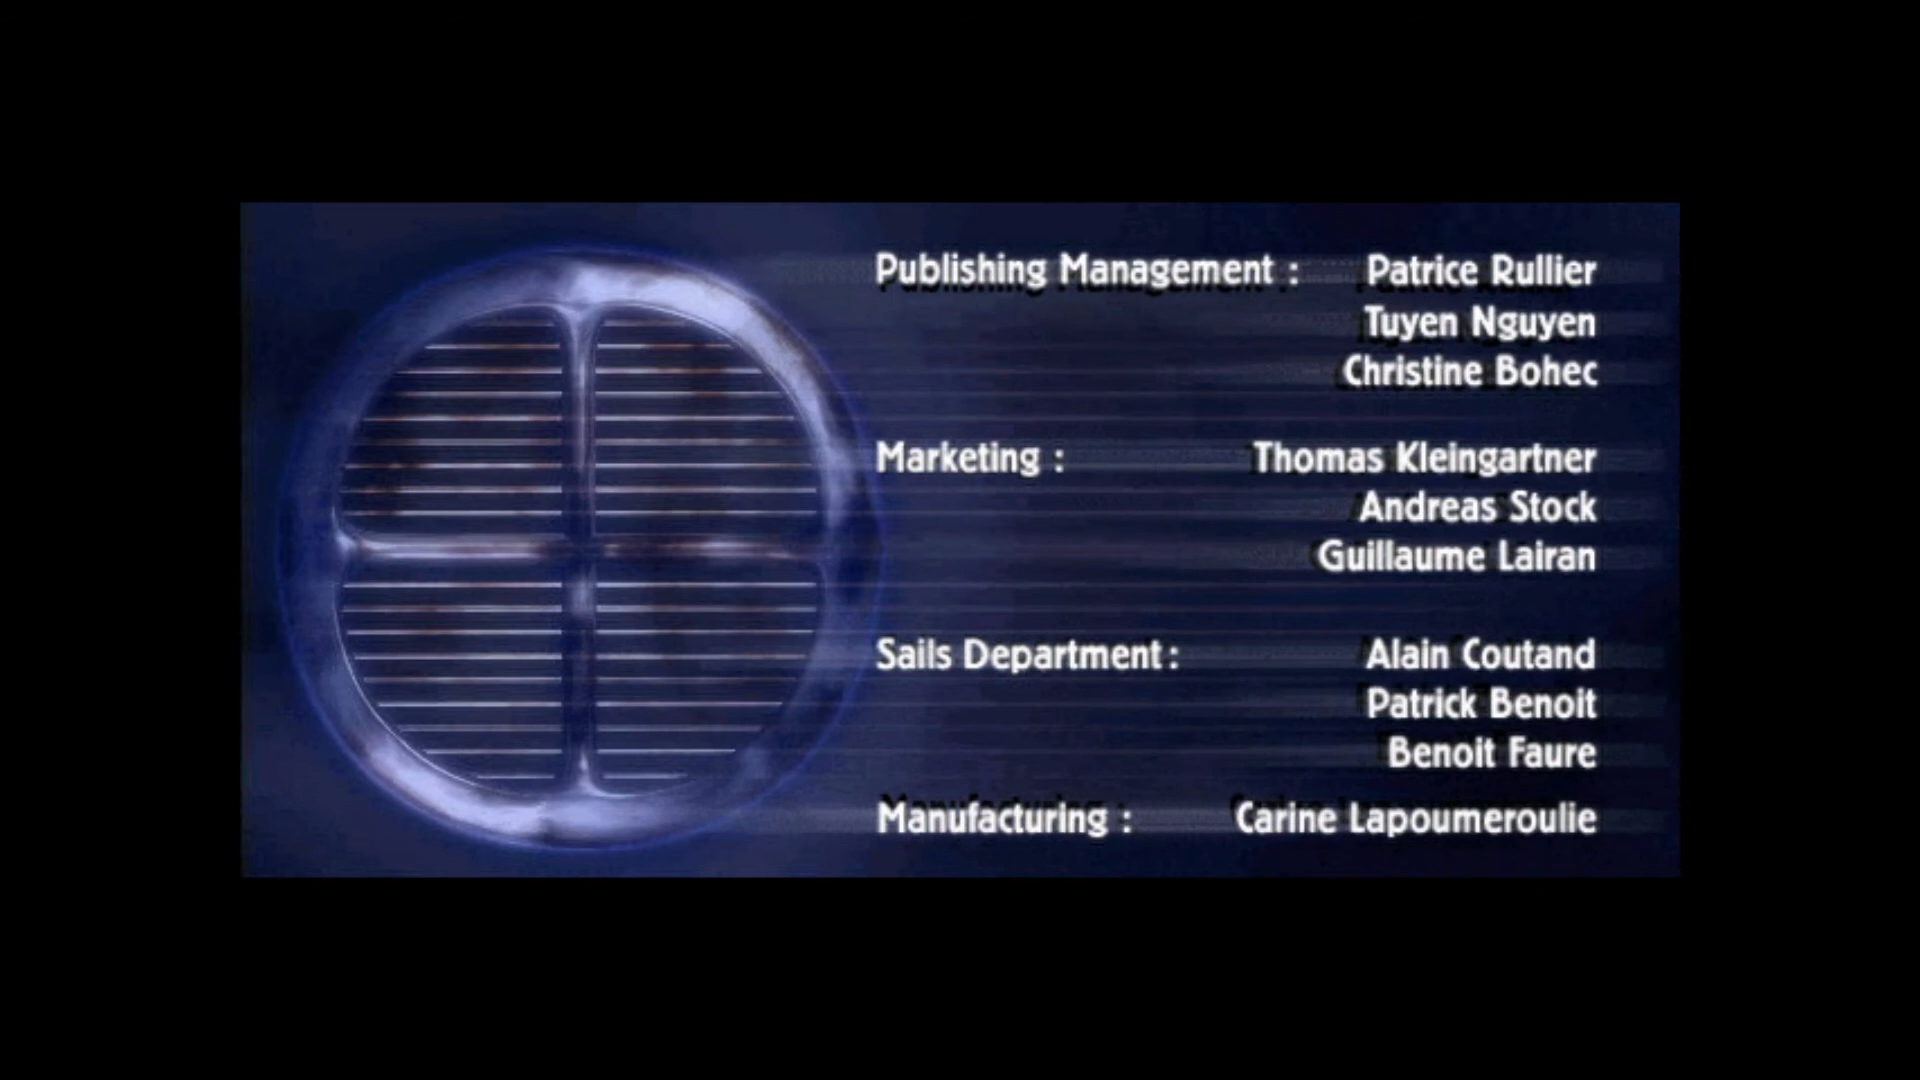 Publishing Management : Patrice Rullier
Tuyen Nguyen
Christine Bohec
Marketing : Thomas Kleingartner
Andreas Stock
Guillaume Lairan
Sails Department : Alain Coutand
Patrick Benoit
Benoit Faure
Manufacturing : Carine Lapoumeroulie